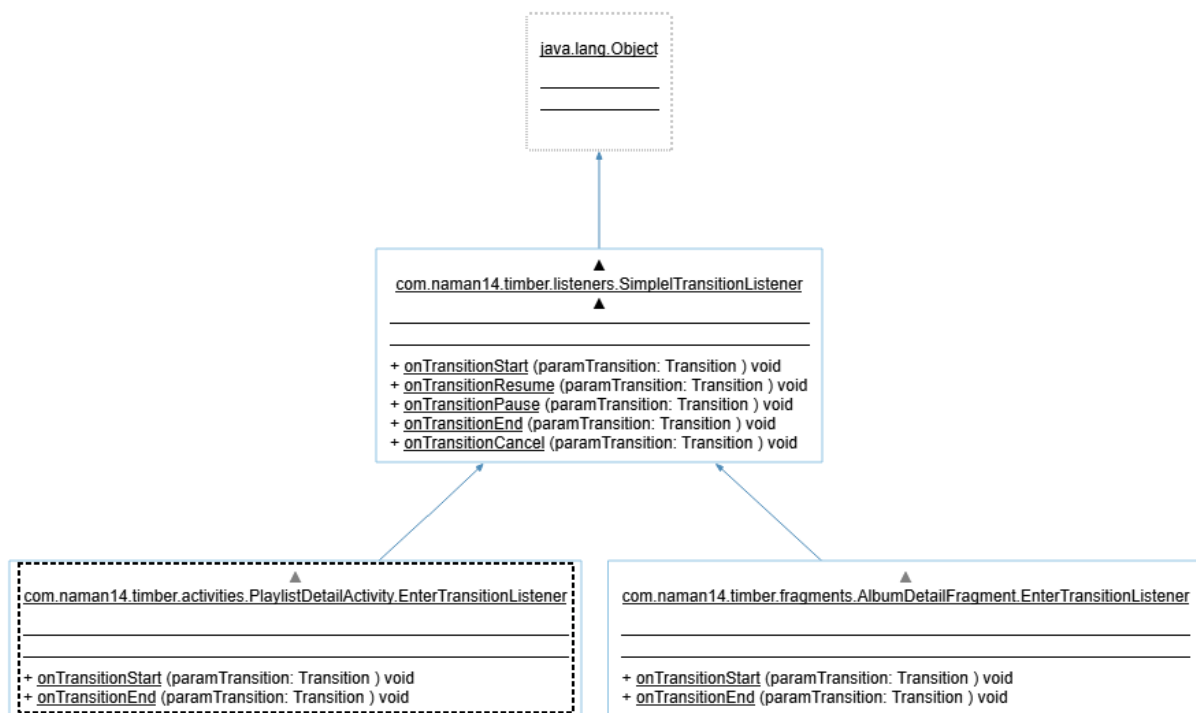 java.lang.Object
com.naman14.timber.listeners.SimplelTransitionListener
+ onTransitionStart (paramTransition: Transition ) void
+ onTransitionResume (paramTransition: Transition ) void
+ onTransitionPause (paramTransition: Transition ) void
+ onTransitionEnd (paramTransition: Transition ) void
+ onTransitionCancel (paramTransition: Transition ) void
com.naman14.timber.activities.PlaylistDetailActivity.EnterTransitionListener
+ onTransitionStart (paramTransition: Transition ) void
+ onTransitionEnd (paramTransition: Transition ) void
com.naman14.timber.fragments.AlbumDetailFragment.EnterTransitionListener
+ onTransitionStart (paramTransition: Transition ) void
+ onTransitionEnd (paramTransition: Transition ) void